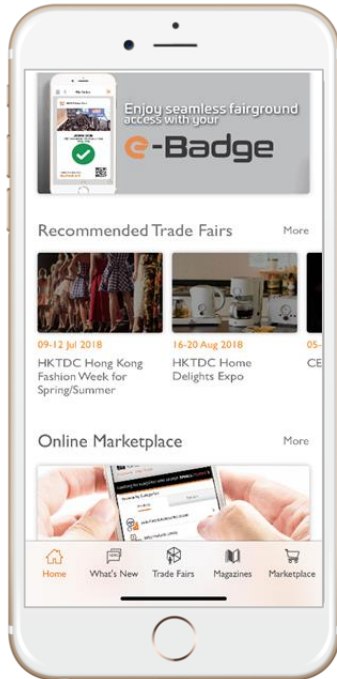 Enjoy seamless fairground
access with your
e-Badge
Recommended Trade Fairs
More
09-12 Jul 2018
16-20 Aug 2018
05-
HKTDC Hong Kong
Fashion Week for
Spring/Summer
HKTDC Home
Delights Expo
CE
Online Marketplace
More
Home
What's New
Trade Fairs
Magazines
Marketplace